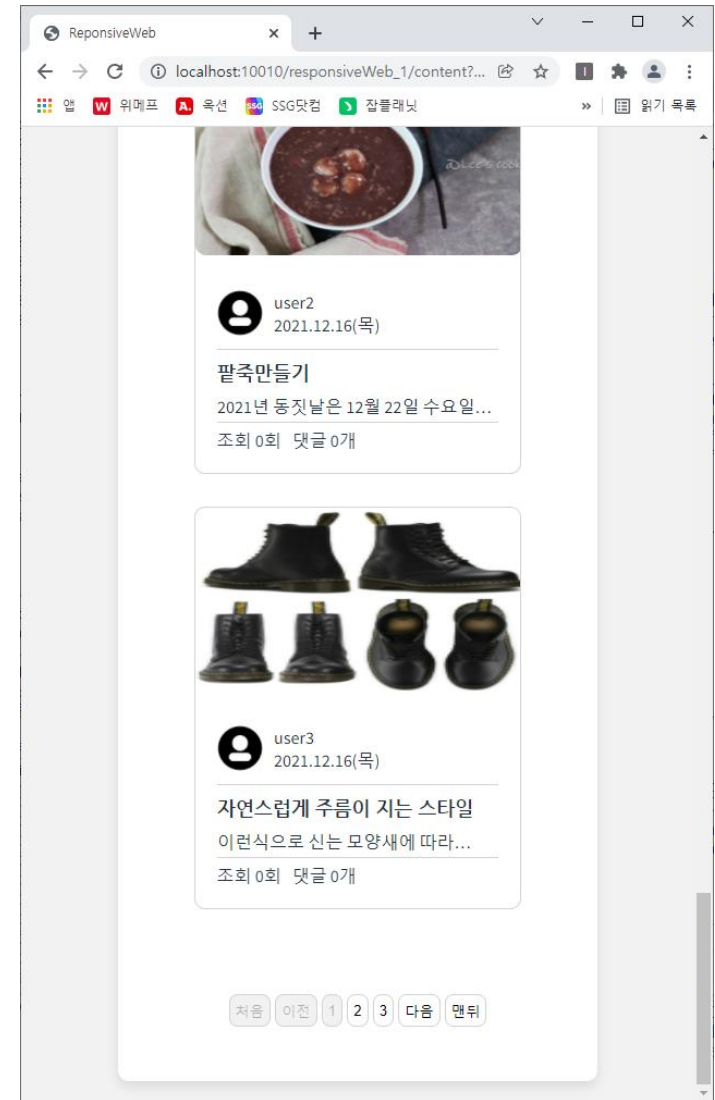 ReponsiveWeb
localhost:10010/responsiveWeb_1/content?...
앱 위메프 옥션 SSG닷컴 잡플래닛 » 읽기 목록
user2
2021.12.16(목)
팥죽만들기
2021년 동짓날은 12월 22일 수요일...
조회 0회 댓글 0개
user3
2021.12.16(목)
자연스럽게 주름이 지는 스타일
이런식으로 신는 모양새에 따라...
조회 0회 댓글 0개
처음 이전 1 2 3 다음 맨뒤